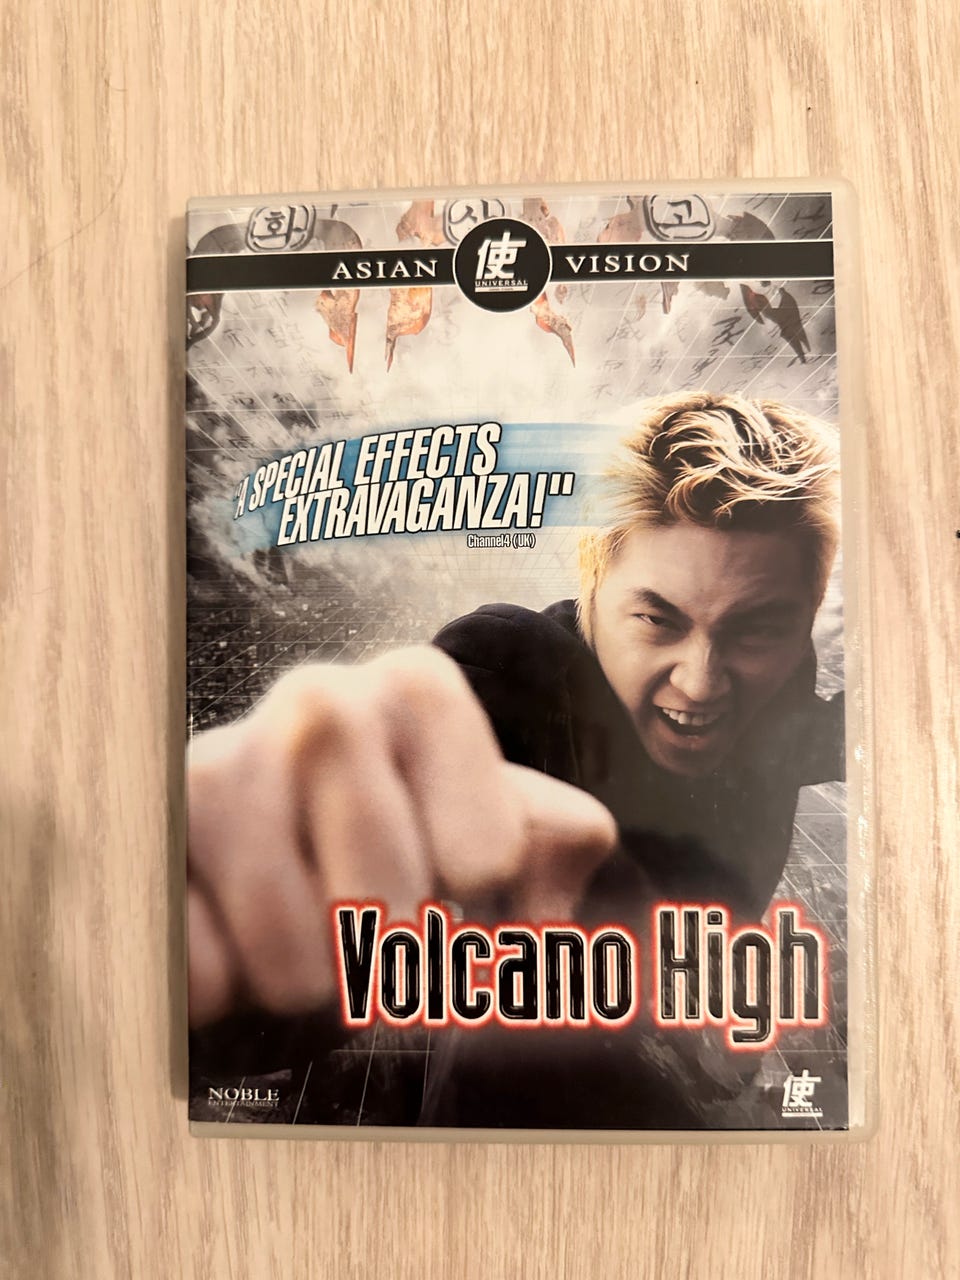 화 산 고
ASIAN 使 VISION
UNIVERSAL
"A SPECIAL EFFECTS
EXTRAVAGANZA!"
Channel4 (UK)
Volcano High
NOBLE
ENTERTAINMENT
使
UNIVERSAL